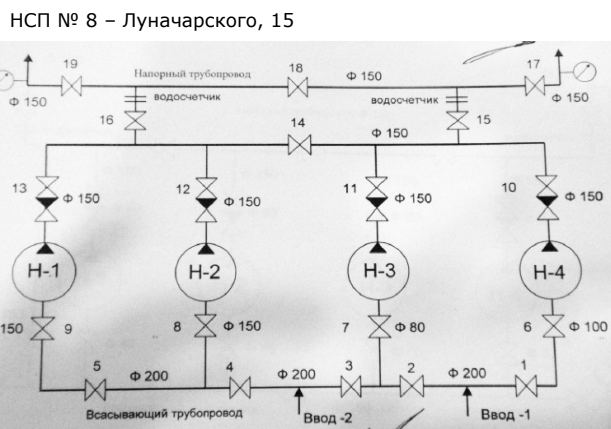 НСП № 8 – Луначарского, 15
19 Напорный трубопровод 18 Ф 150 17
Ф 150 водосчетчик водосчетчик Ф 150
16 14 Ф 150 15
13 Ф 150 12 Ф 150 11 Ф 150 10 Ф 150
Н-1 Н-2 Н-3 Н-4
150 9 8 Ф 150 7 Ф 80 6 Ф 100
5 Ф 200 4 Ф 200 3 2 Ф 200 1
Всасывающий трубопровод Ввод -2 Ввод -1